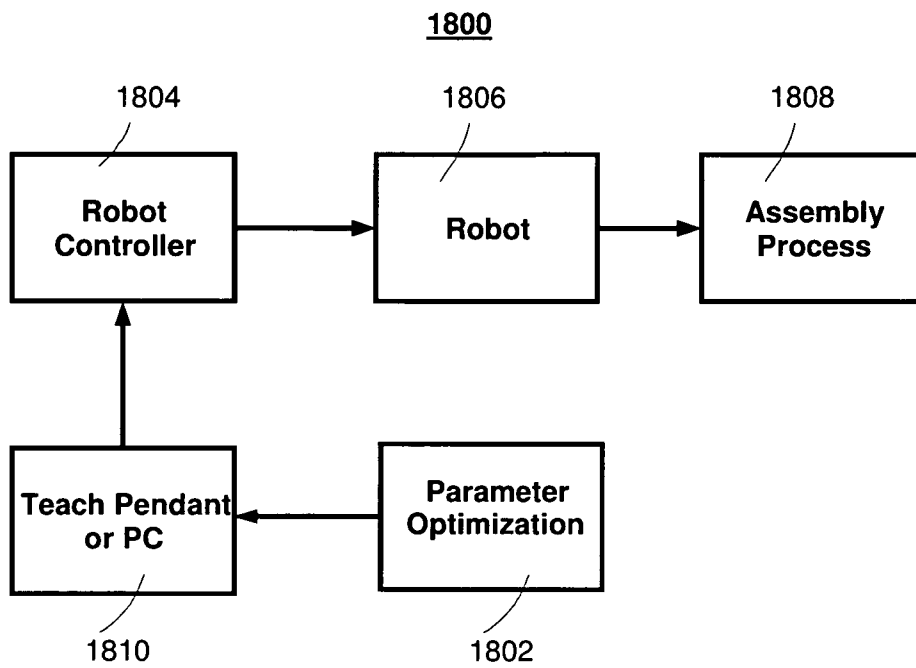 1800
1804
1806
1808
Robot
Controller
Robot
Assembly
Process
Teach Pendant
or PC
Parameter
Optimization
1810
1802